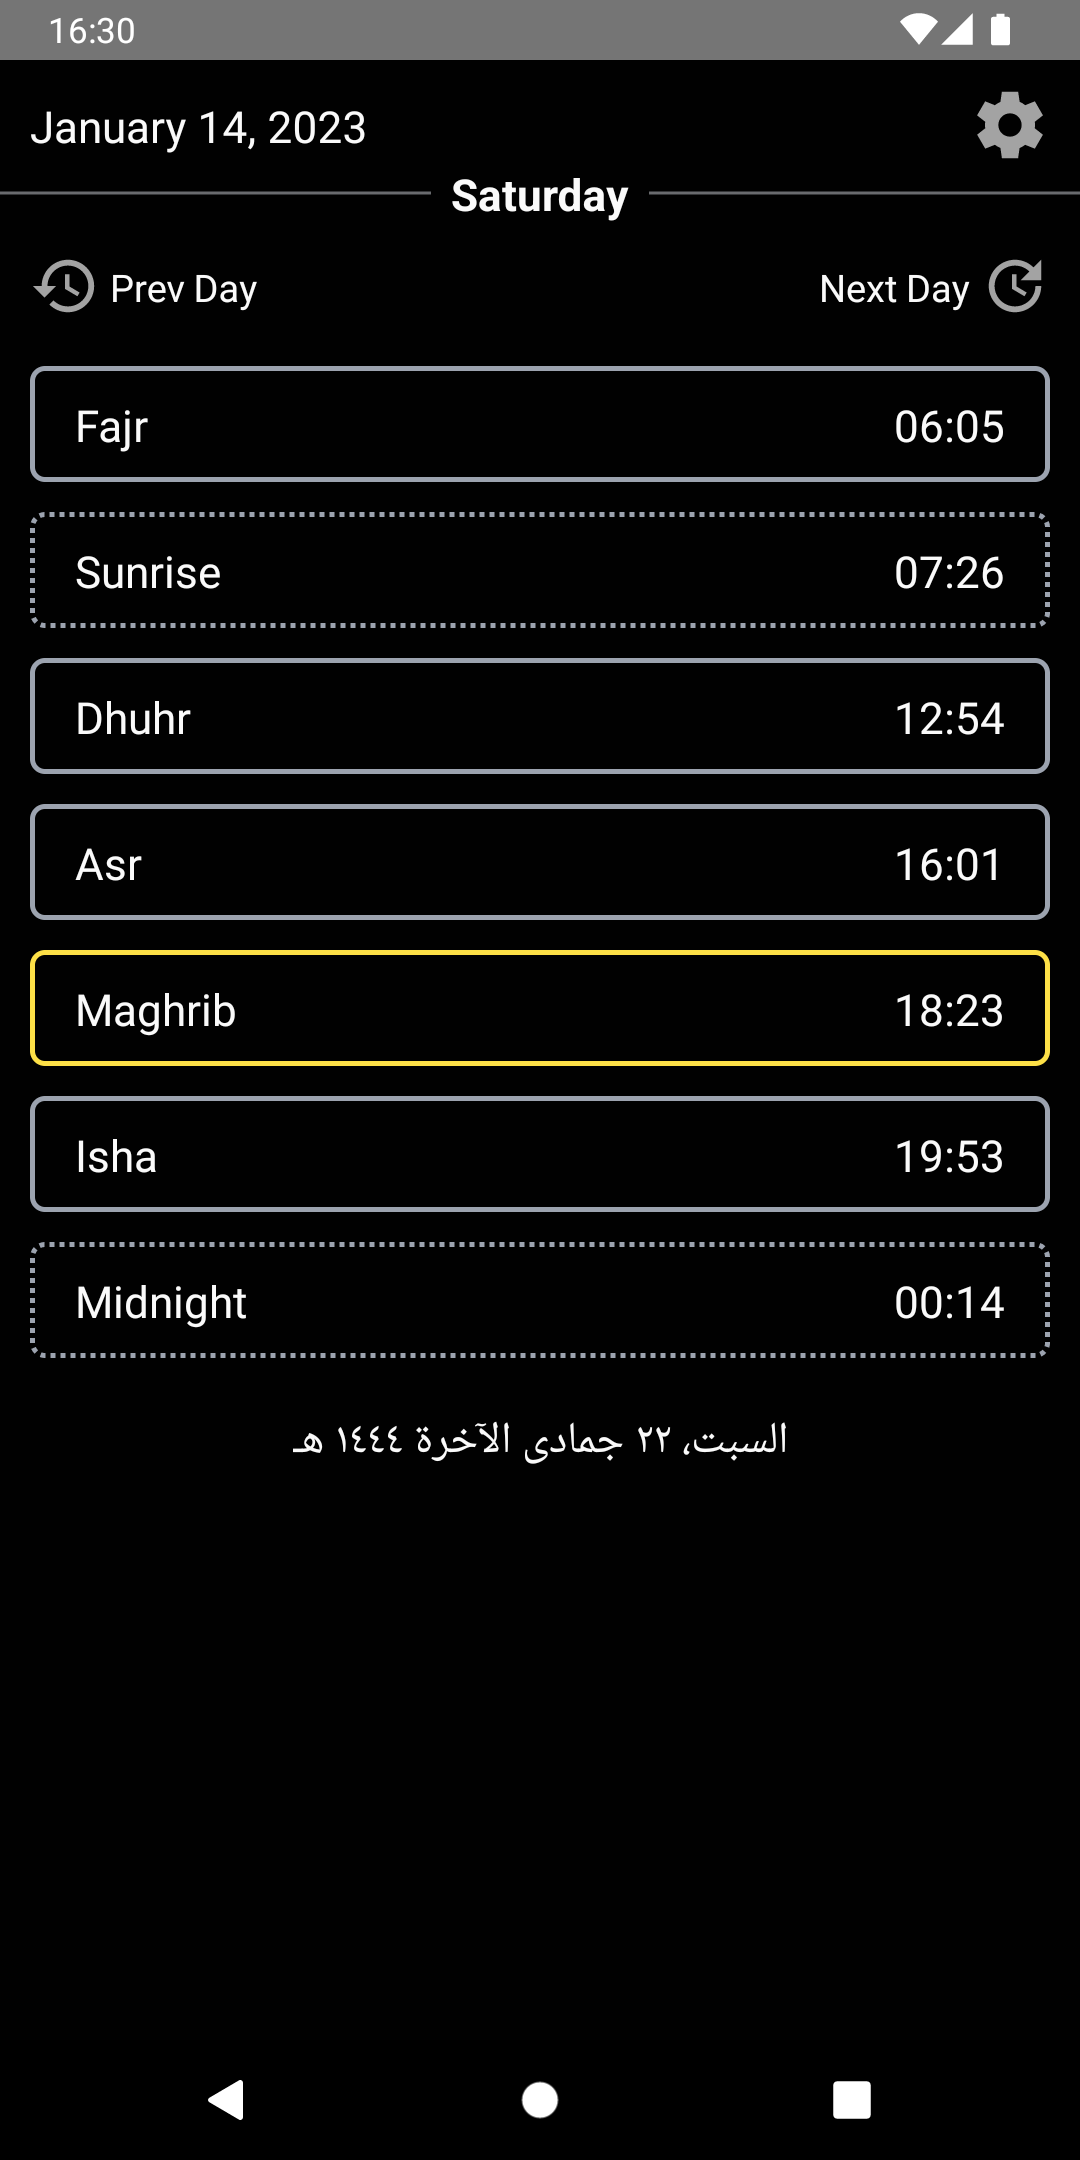 16:30
January 14, 2023
Saturday
Prev Day Next Day
Fajr 06:05
Sunrise 07:26
Dhuhr 12:54
Asr 16:01
Maghrib 18:23
Isha 19:53
Midnight 00:14
السبت، ٢٢ جمادى الآخرة ١٤٤٤ هـ